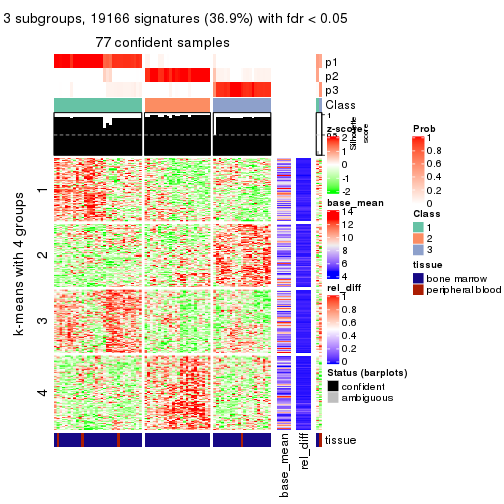 3 subgroups, 19166 signatures (36.9%) with fdr < 0.05
77 confident samples
p1
p2
p3
Class
1
Silhouette
score
z-score
2
1
0
-1
-2
base_mean
14
12
10
8
6
4
rel_diff
1
0.8
0.6
0.4
0.2
0
Status (barplots)
confident
ambiguous
Prob
1
0.8
0.6
0.4
0.2
0
Class
1
2
3
tissue
bone marrow
peripheral blood
k-means with 4 groups
1
2
3
4
tissue
base_mean
rel_diff